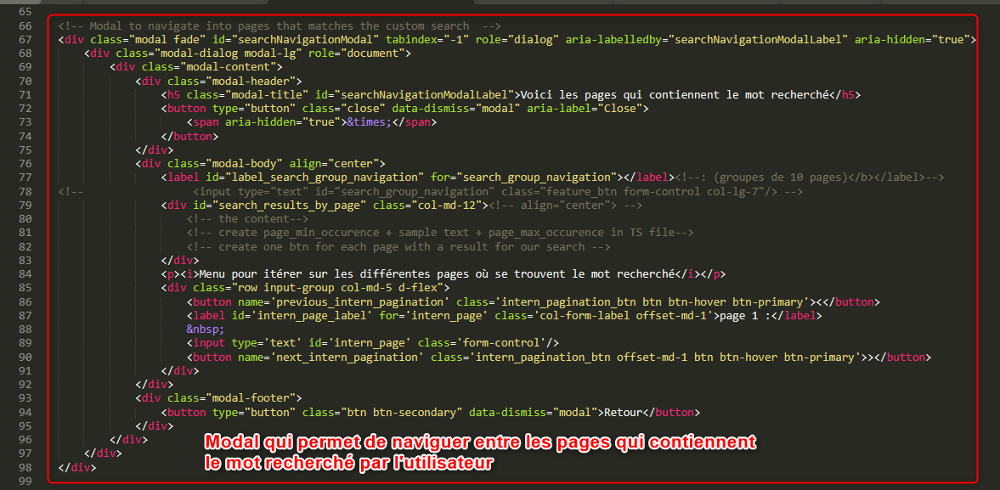 65
66 <!-- Modal to navigate into pages that matches the custom search  -->
67 <div class="modal fade" id="searchNavigationModal" tabindex="-1" role="dialog" aria-labelledby="searchNavigationModalLabel" aria-hidden="true">
68     <div class="modal-dialog modal-lg" role="document">
69         <div class="modal-content">
70             <div class="modal-header">
71                 <h5 class="modal-title" id="searchNavigationModalLabel">Voici les pages qui contiennent le mot recherché</h5>
72                 <button type="button" class="close" data-dismiss="modal" aria-label="Close">
73                     <span aria-hidden="true">&times;</span>
74                 </button>
75             </div>
76             <div class="modal-body" align="center">
77                 <label id="label_search_group_navigation" for="search_group_navigation"></label><!--: (groupes de 10 pages)</b></label>-->
78 <!--                 <input type="text" id="search_group_navigation" class="feature_btn form-control col-lg-7"/> -->
79                 <div id="search_results_by_page" class="col-md-12"><!-- align="center"> -->
80                     <!-- the content-->
81                     <!-- create page_min_occurence + sample text + page_max_occurence in TS file-->
82                     <!-- create one btn for each page with a result for our search -->
83                 </div>
84                 <p><i>Menu pour itérer sur les différentes pages où se trouvent le mot recherché</i></p>
85                 <div class="row input-group col-md-5 d-flex">
86                     <button name='previous_intern_pagination' class='intern_pagination_btn btn btn-hover btn-primary'><</button>
87                     <label id='intern_page_label' for='intern_page' class='col-form-label offset-md-1'>page 1 :</label>
88                     &nbsp;
89                     <input type='text' id='intern_page' class='form-control'/>
90                     <button name='next_intern_pagination' class='intern_pagination_btn offset-md-1 btn btn-hover btn-primary'>></button>
91                 </div>
92             </div>
93             <div class="modal-footer">
94                 <button type="button" class="btn btn-secondary" data-dismiss="modal">Retour</button>
95             </div>
96         </div>
97     </div>
98 </div>
99
Modal qui permet de naviguer entre les pages qui contiennent
le mot recherché par l'utilisateur